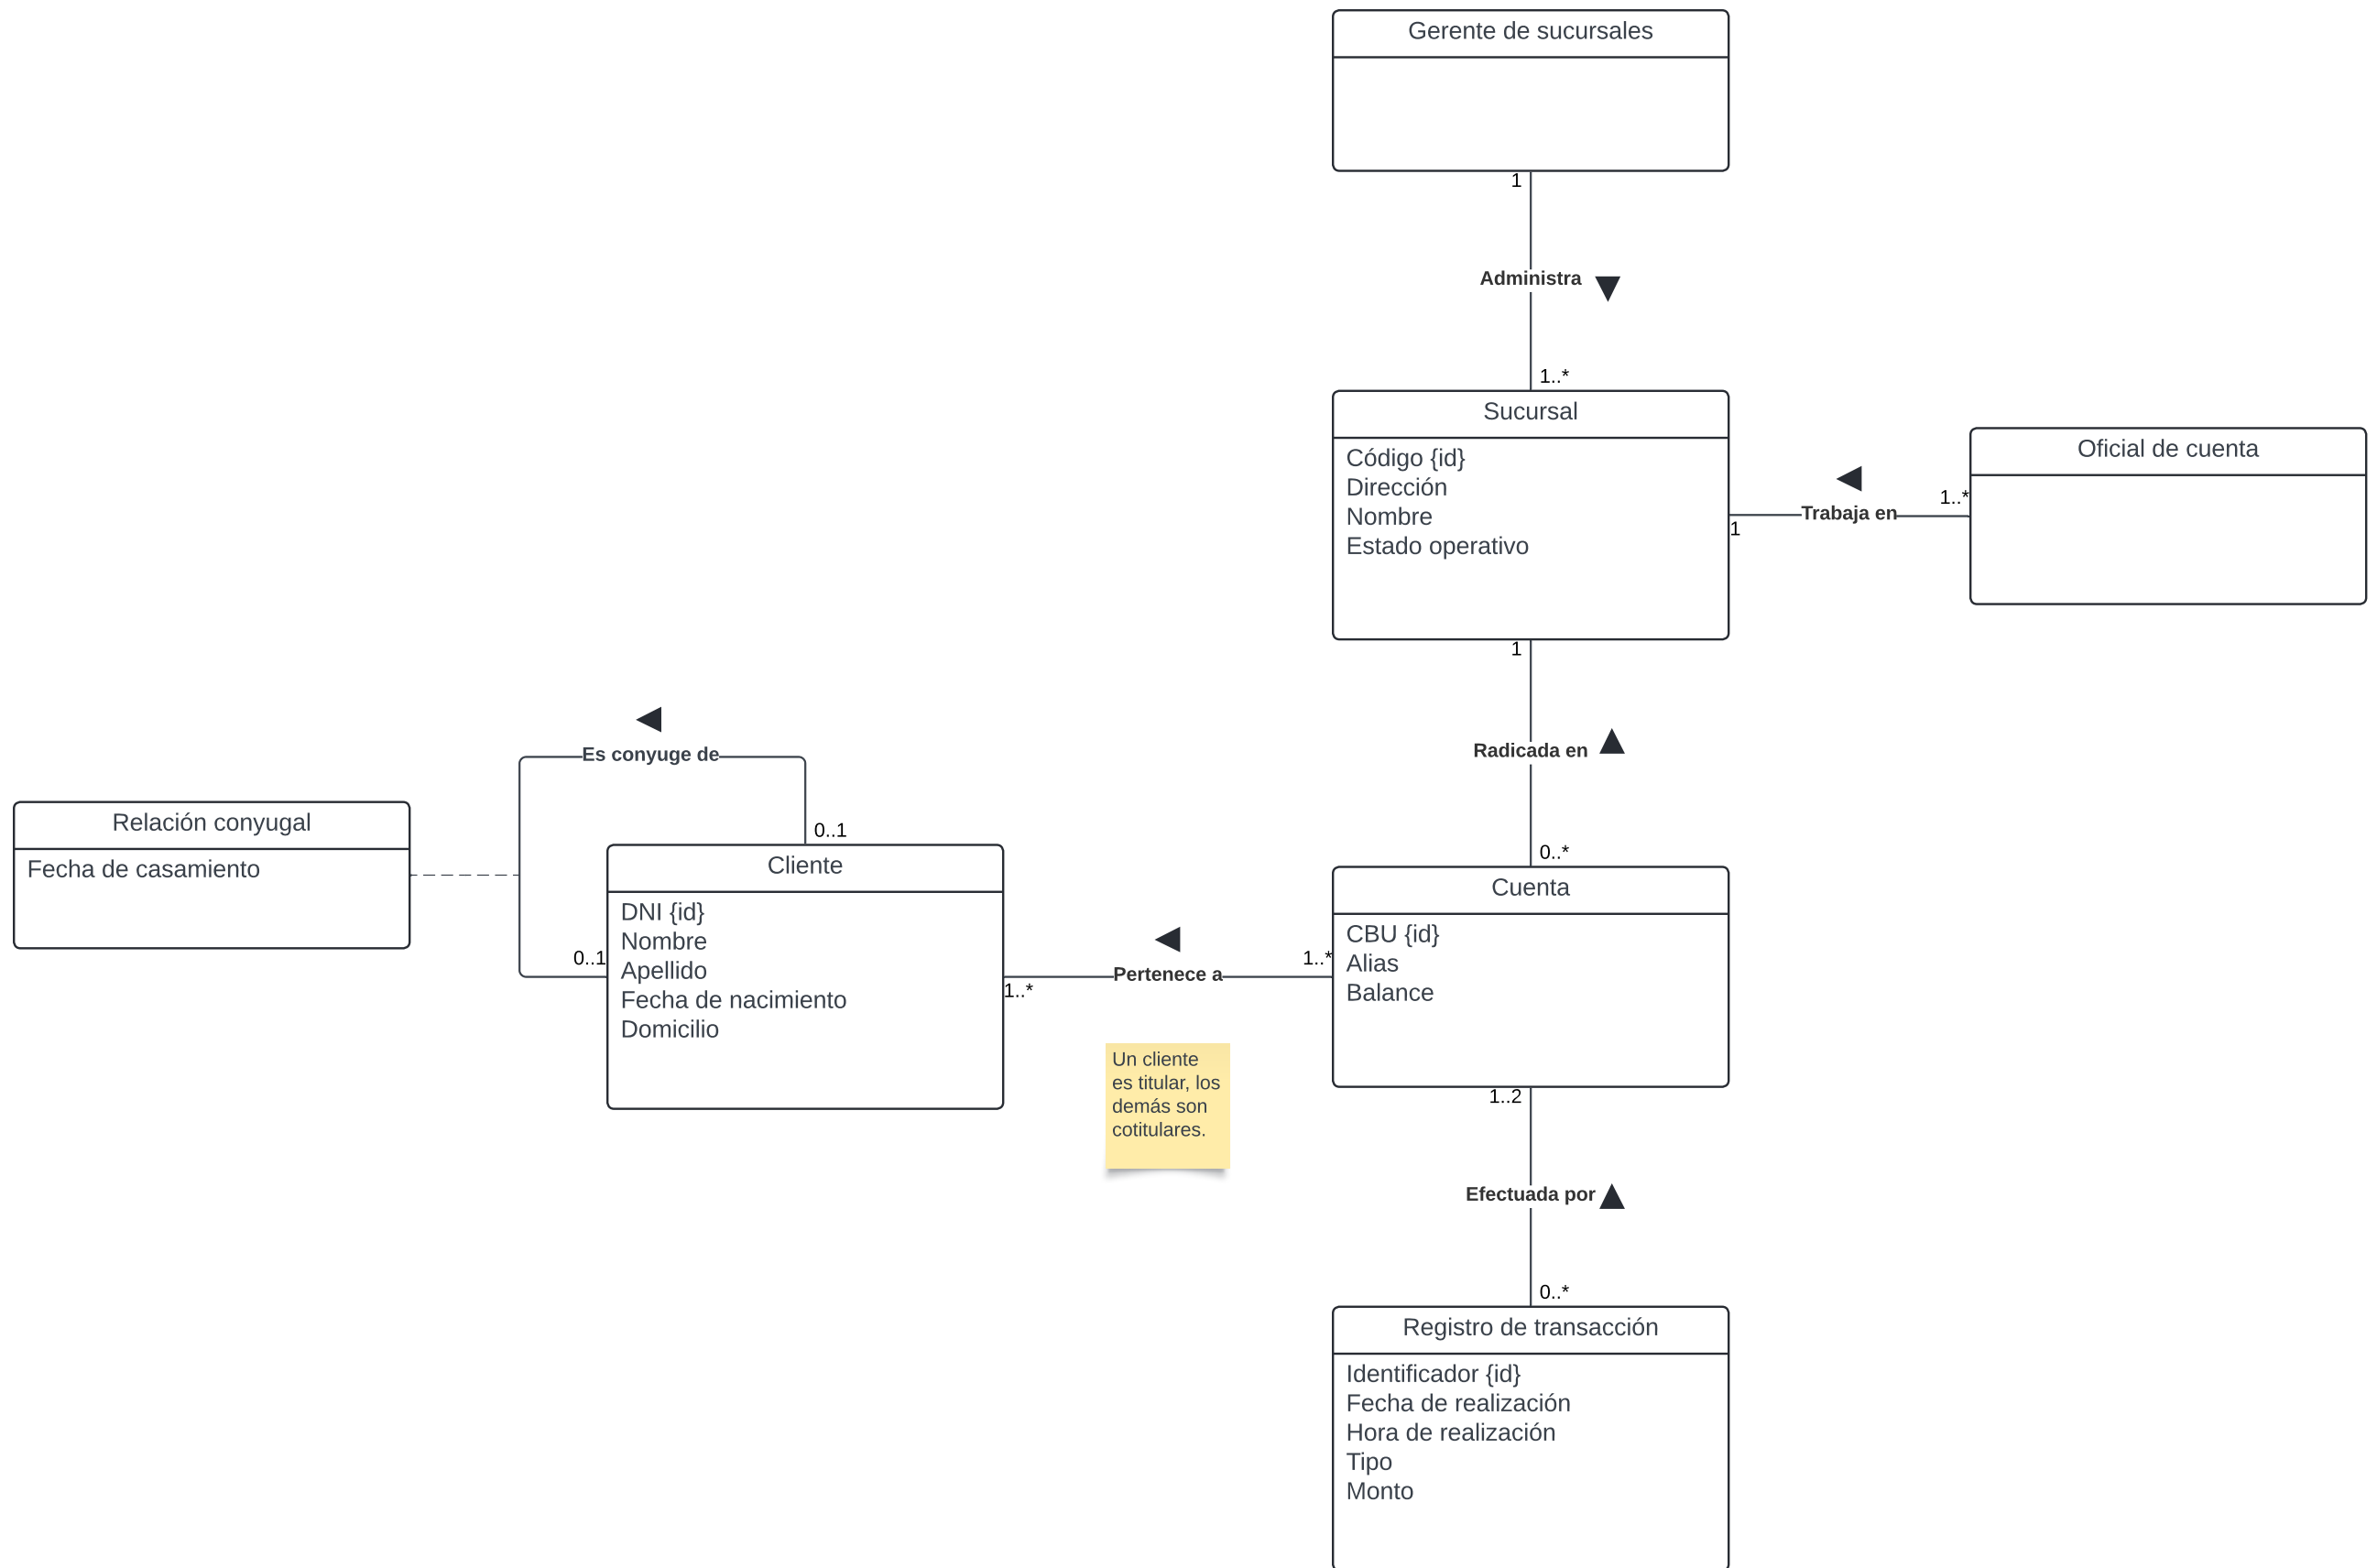 Gerente de sucursales
1
Administra
1..*
Sucursal
Código {id}
Dirección
Nombre
Estado operativo
Oficial de cuenta
1..*
Trabaja en
1
1
Radicada en
0..*
Es conyuge de
0..1
0..1
Relación conyugal
Fecha de casamiento
Cliente
DNI {id}
Nombre
Apellido
Fecha de nacimiento
Domicilio
1..*
Pertenece a
1..*
Un cliente
es titular, los
demás son
cotitulares.
Cuenta
CBU {id}
Alias
Balance
1..2
Efectuada por
0..*
Registro de transacción
Identificador {id}
Fecha de realización
Hora de realización
Tipo
Monto